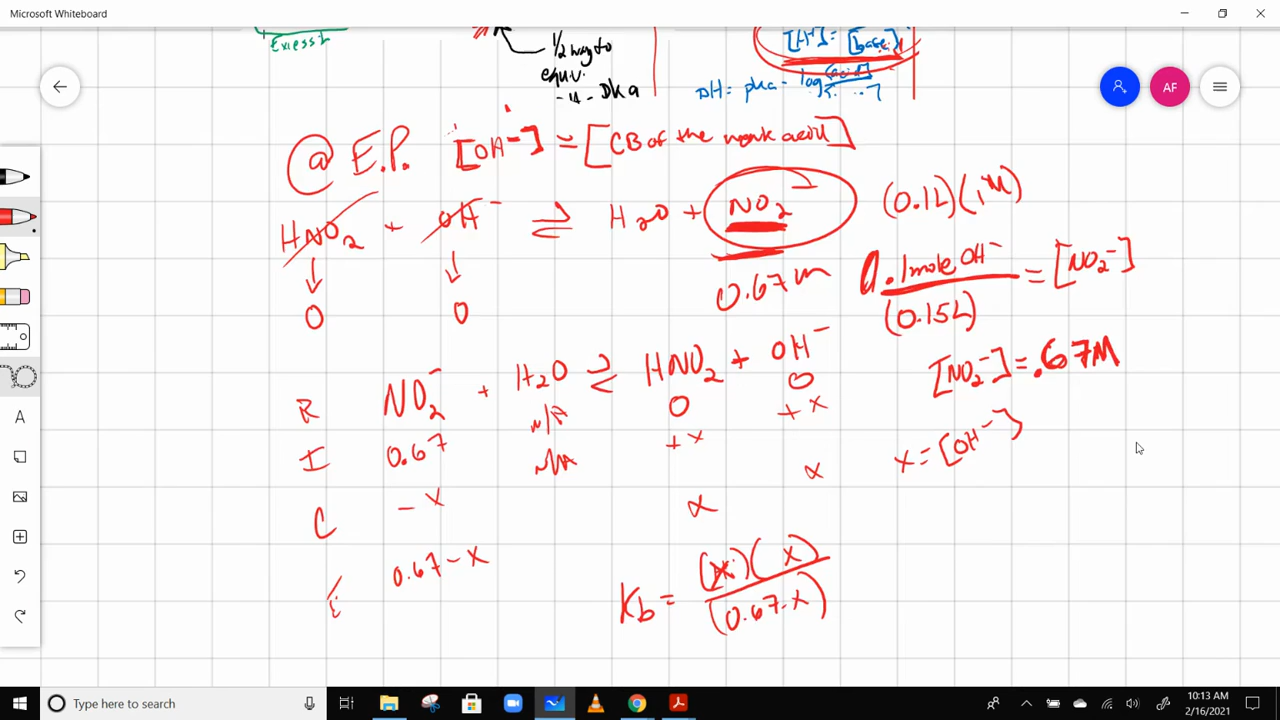 Microsoft Whiteboard
Excess
1/2 way to
equiv.
pka
[H+] = [base]
pH = pka - log [acid]
AF
@ E.P. [OH-] = [CB of the weak acid]
HNO2 + OH- ⇌ H2O + NO2
(0.1L)(1M)
0 0 0.67m
0.1mole OH- / (0.15L) = [NO2-]
[NO2-] = .67M
R NO2- + H2O ⇌ HNO2 + OH-
I 0.67 N/A 0 0
C -x N/A +x +x
E 0.67-x x x
x = [OH-]
Kb = (x)(x) / (0.67-x)
A
Type here to search
10:13 AM
2/16/2021